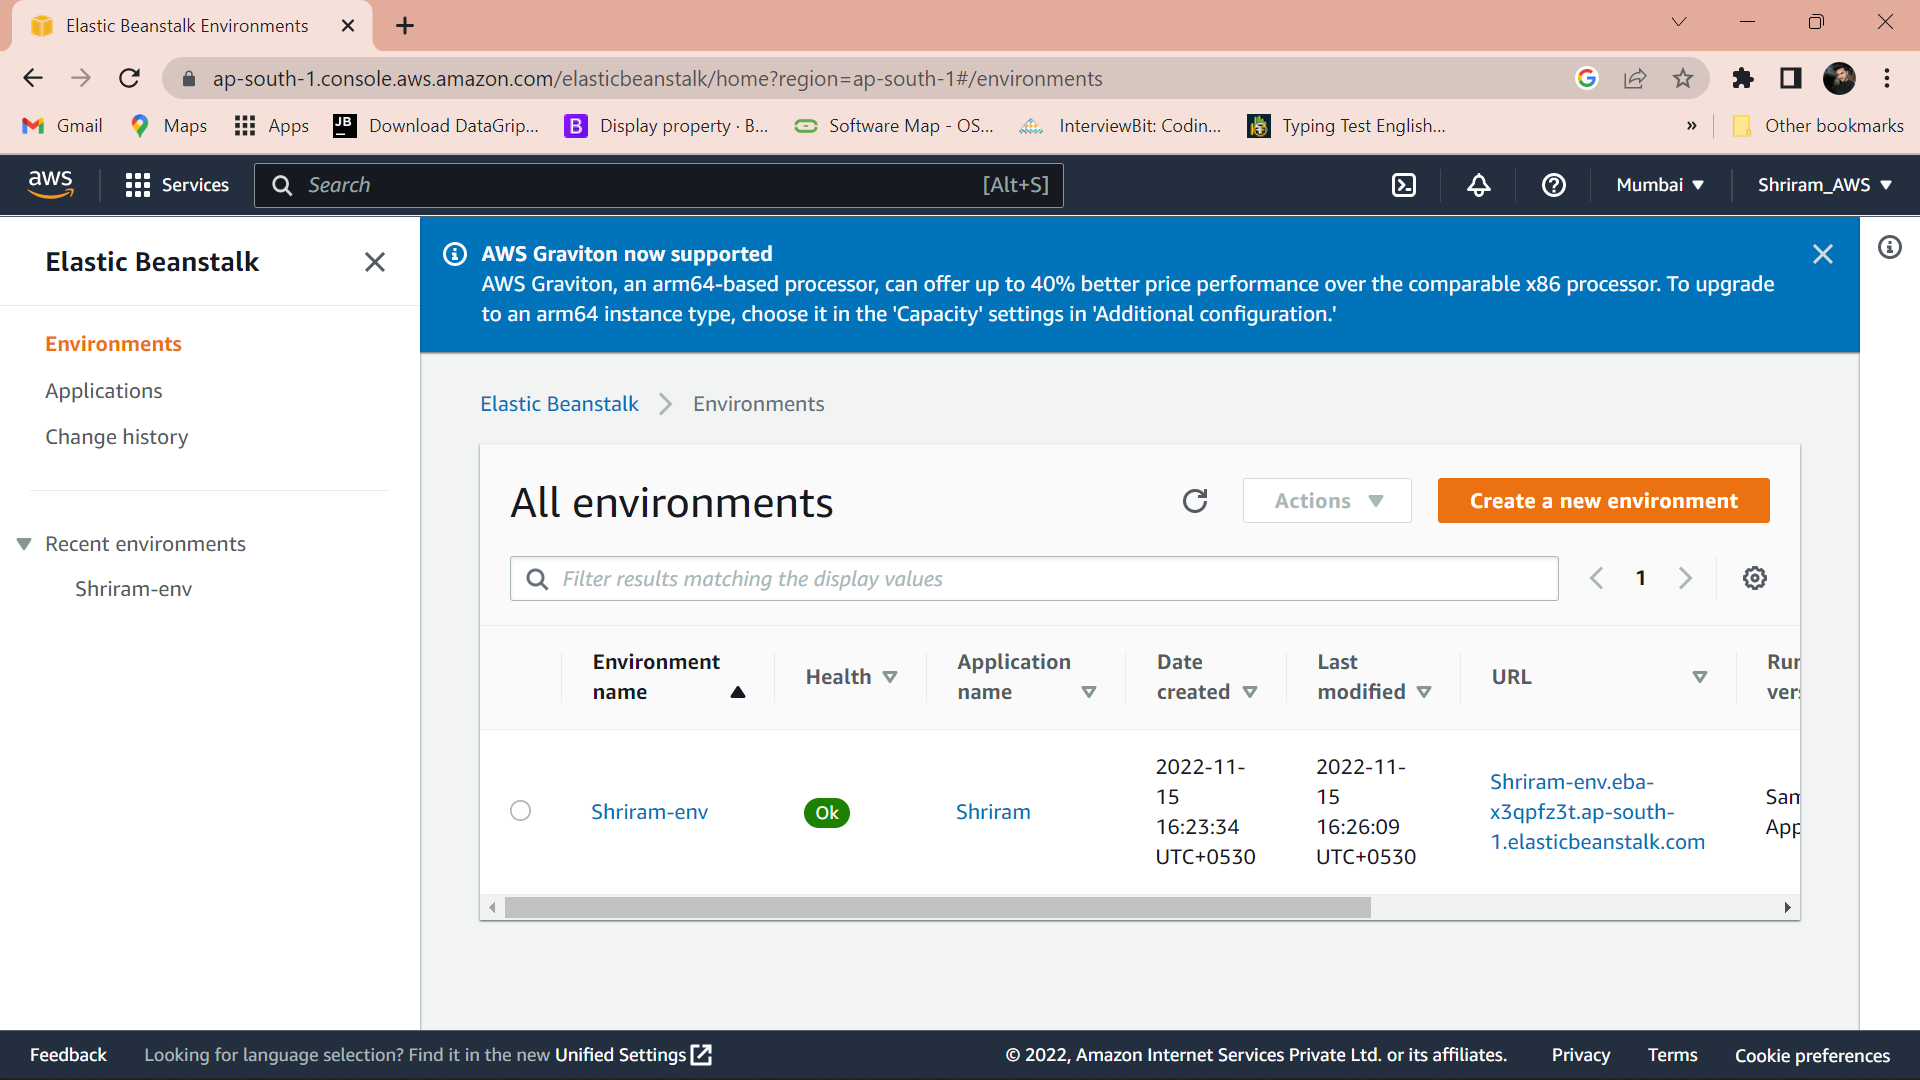 Elastic Beanstalk Environments
ap-south-1.console.aws.amazon.com/elasticbeanstalk/home?region=ap-south-1#/environments
Gmail Maps Apps Download DataGrip... Display property · B... Software Map - OS... InterviewBit: Codin... Typing Test English... » Other bookmarks
aws Services Search [Alt+S] Mumbai Shriram_AWS
Elastic Beanstalk
Environments
Applications
Change history
Recent environments
Shriram-env
AWS Graviton now supported
AWS Graviton, an arm64-based processor, can offer up to 40% better price performance over the comparable x86 processor. To upgrade
to an arm64 instance type, choose it in the 'Capacity' settings in 'Additional configuration.'
Elastic Beanstalk > Environments
All environments
Actions
Create a new environment
Filter results matching the display values
1
Environment
name
Health
Application
name
Date
created
Last
modified
URL
Shriram-env
Ok
Shriram
2022-11-
15
16:23:34
UTC+0530
2022-11-
15
16:26:09
UTC+0530
Shriram-env.eba-
x3qpfz3t.ap-south-
1.elasticbeanstalk.com
Feedback Looking for language selection? Find it in the new Unified Settings © 2022, Amazon Internet Services Private Ltd. or its affiliates. Privacy Terms Cookie preferences